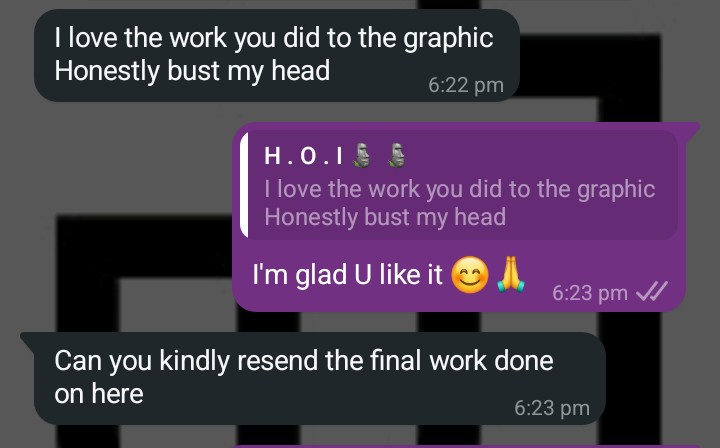 I love the work you did to the graphic
Honestly bust my head
6:22 pm
H . O . I 🗿 🗿
I love the work you did to the graphic
Honestly bust my head
I'm glad U like it 😊🙏
6:23 pm
Can you kindly resend the final work done
on here
6:23 pm